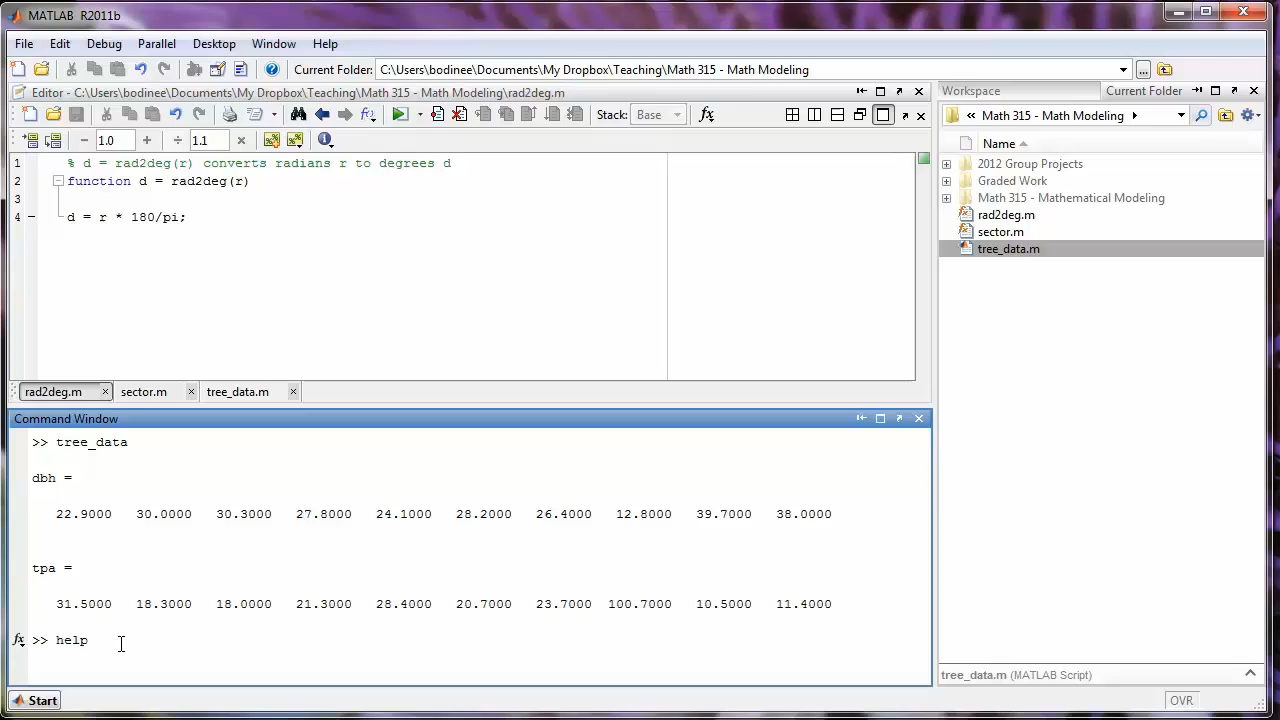 MATLAB R2011b
File Edit Debug Parallel Desktop Window Help
Current Folder: C:\Users\bodinee\Documents\My Dropbox\Teaching\Math 315 - Math Modeling
Editor - C:\Users\bodinee\Documents\My Dropbox\Teaching\Math 315 - Math Modeling\rad2deg.m
Stack: Base
fx
− 1.0 + ÷ 1.1 ×
1 % d = rad2deg(r) converts radians r to degrees d
2 function d = rad2deg(r)
3
4 d = r * 180/pi;
rad2deg.m sector.m tree_data.m
Command Window
>> tree_data
dbh =
22.9000 30.0000 30.3000 27.8000 24.1000 28.2000 26.4000 12.8000 39.7000 38.0000
tpa =
31.5000 18.3000 18.0000 21.3000 28.4000 20.7000 23.7000 100.7000 10.5000 11.4000
fx >> help
Workspace Current Folder
« Math 315 - Math Modeling
Name
2012 Group Projects
Graded Work
Math 315 - Mathematical Modeling
rad2deg.m
sector.m
tree_data.m
tree_data.m (MATLAB Script)
Start
OVR